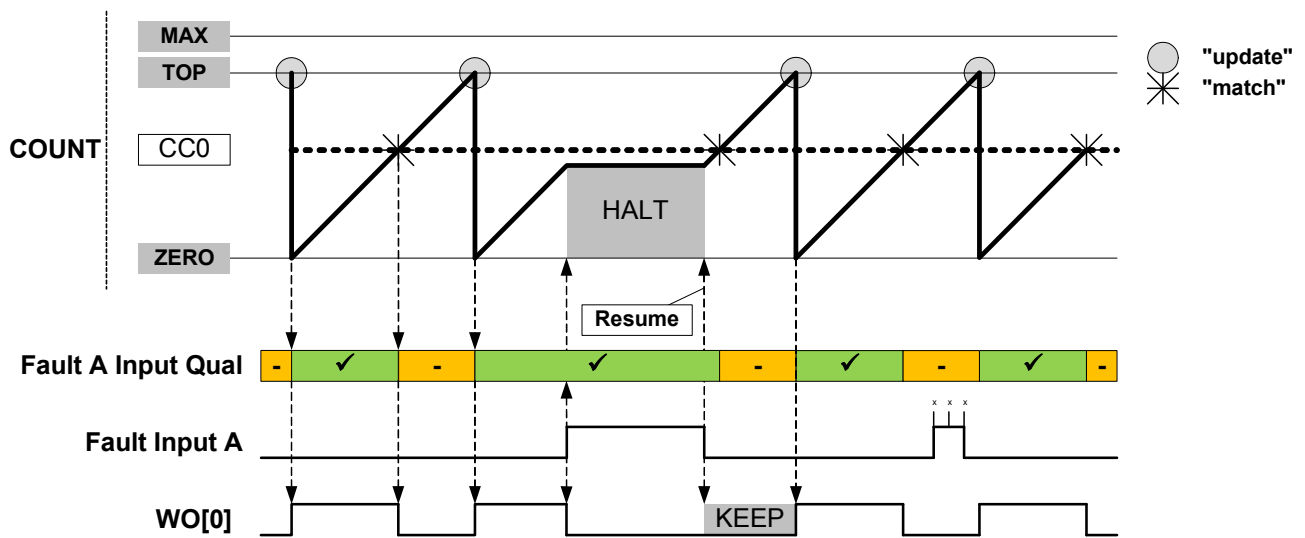 MAX
"update"
TOP
"match"
COUNT
CC0
HALT
ZERO
Resume
Fault A Input Qual
- ✓ - ✓ - ✓ - ✓ -
x x x
Fault Input A
WO[0]
KEEP